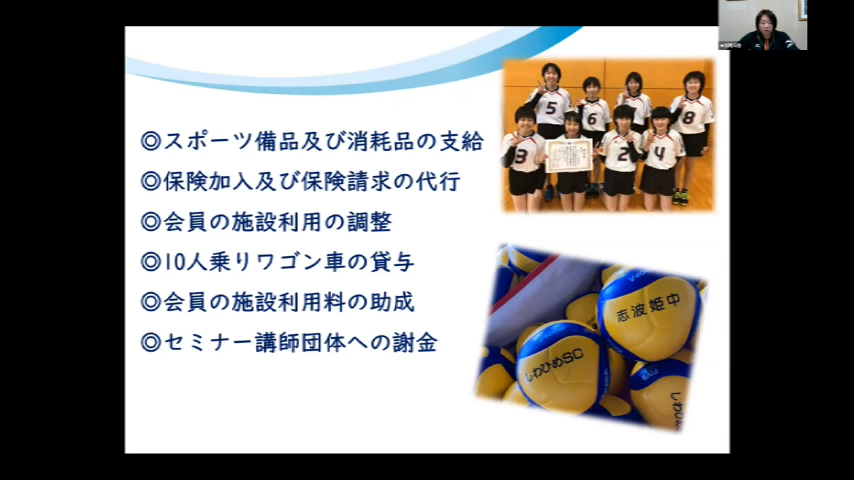 ◎スポーツ備品及び消耗品の支給
◎保険加入及び保険請求の代行
◎会員の施設利用の調整
◎10人乗りワゴン車の貸与
◎会員の施設利用料の助成
◎セミナー講師団体への謝金
5
6
8
3
2
4
志波姫中
しわひめSC